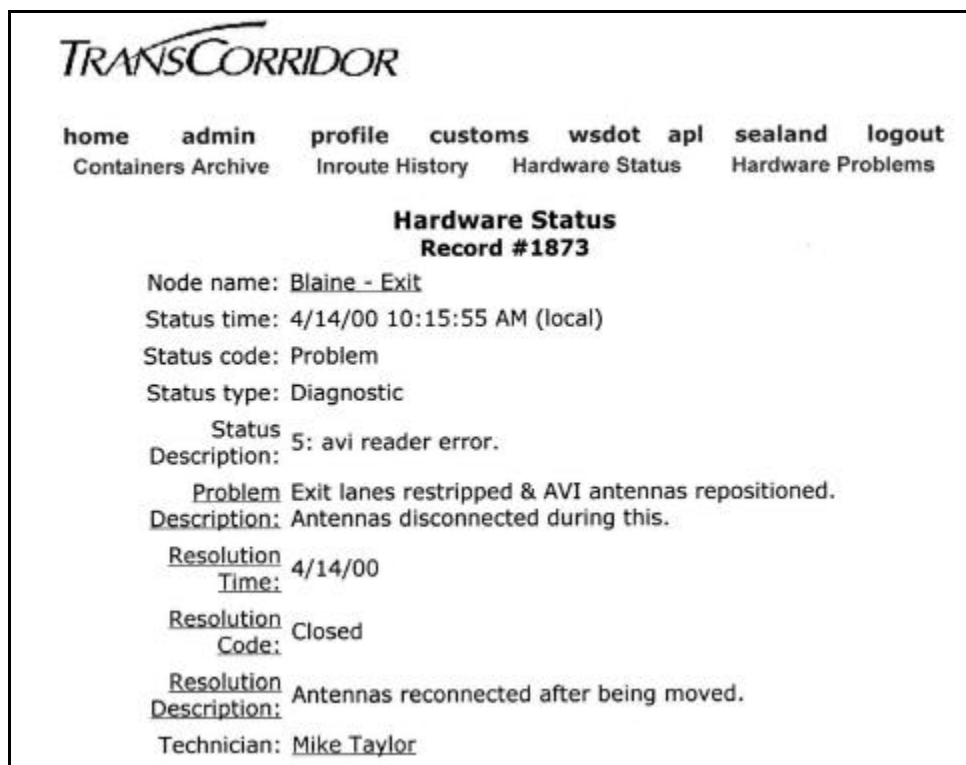 TRANSCORRIDOR
home admin profile customs wsdot apl sealand logout
Containers Archive Inroute History Hardware Status Hardware Problems
Hardware Status
Record #1873
Node name: Blaine - Exit
Status time: 4/14/00 10:15:55 AM (local)
Status code: Problem
Status type: Diagnostic
Status
Description: 5: avi reader error.
Problem Exit lanes restripped & AVI antennas repositioned.
Description: Antennas disconnected during this.
Resolution
Time: 4/14/00
Resolution
Code: Closed
Resolution
Description: Antennas reconnected after being moved.
Technician: Mike Taylor